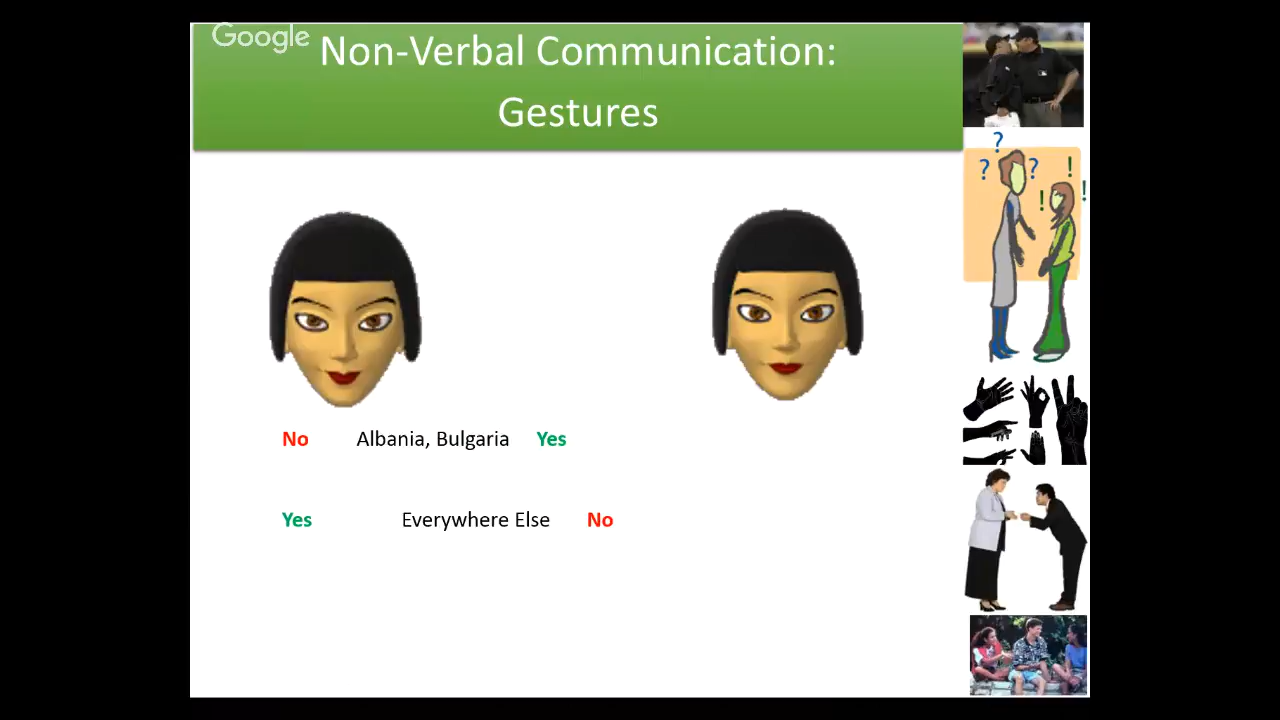 Google
Non-Verbal Communication:
Gestures
? ? ? ! ! !
No Albania, Bulgaria Yes
Yes Everywhere Else No